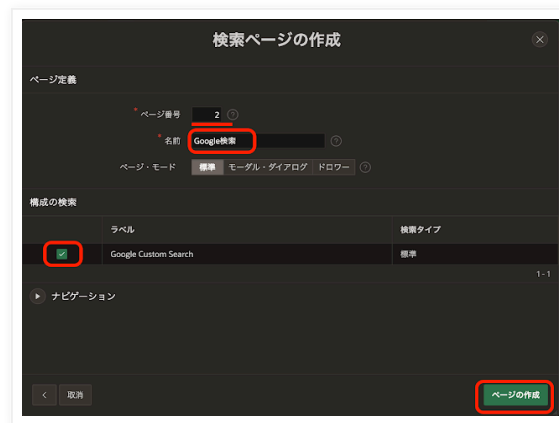 検索ページの作成
ページ定義
* ページ番号 2 ?
* 名前 Google検索 ?
ページ・モード 標準 モーダル・ダイアログ ドロワー ?
構成の検索
ラベル 検索タイプ
Google Custom Search 標準
1 - 1
ナビゲーション
取消 ページの作成